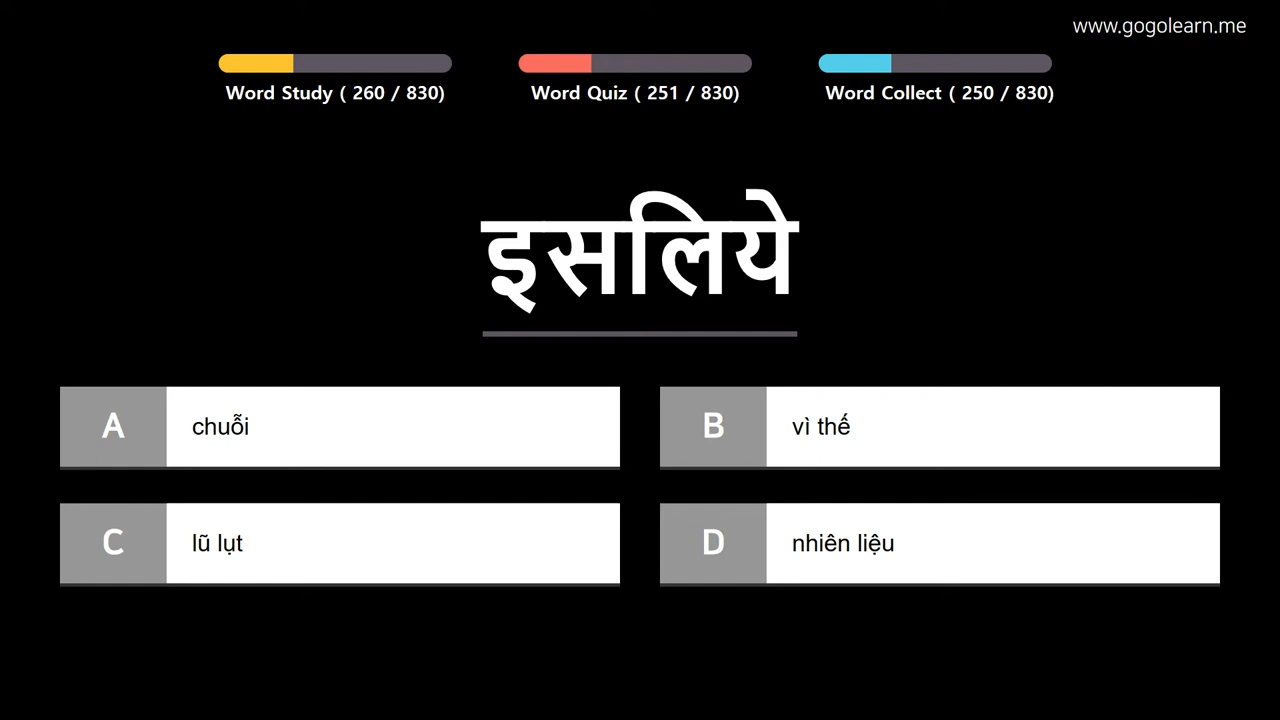 www.gogolearn.me
Word Study ( 260 / 830)
Word Quiz ( 251 / 830)
Word Collect ( 250 / 830)
इसलिये
A chuỗi
B vì thế
C lũ lụt
D nhiên liệu